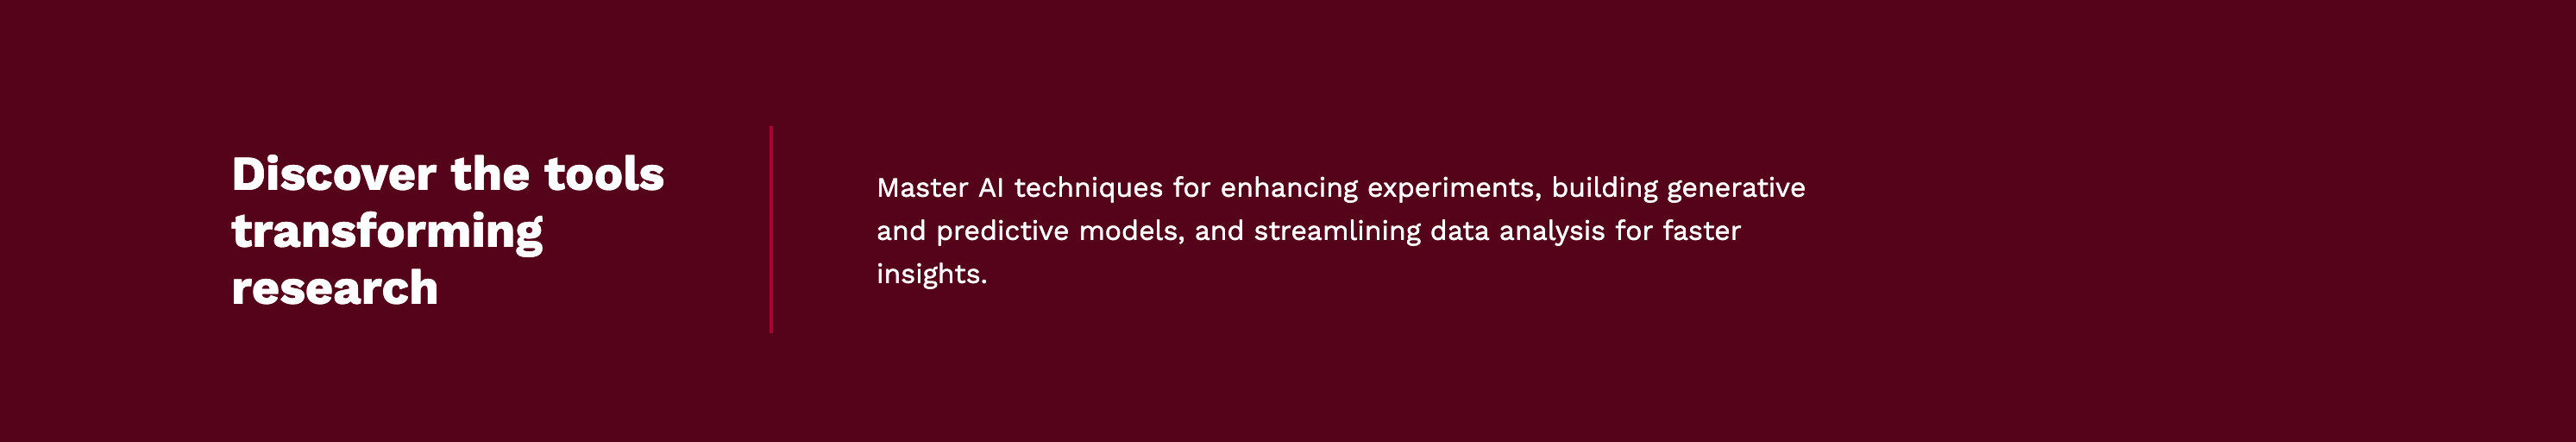 Discover the tools
transforming
research
Master AI techniques for enhancing experiments, building generative
and predictive models, and streamlining data analysis for faster
insights.